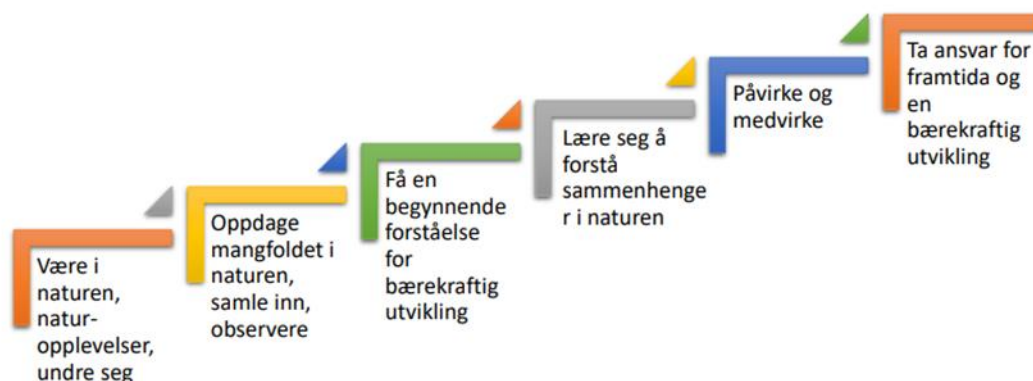 Være i
naturen,
natur-
opplevelser,
undre seg
Oppdage
mangfoldet i
naturen,
samle inn,
observere
Få en
begynnende
forståelse
for
bærekraftig
utvikling
Lære seg å
forstå
sammenhenge
r i naturen
Påvirke og
medvirke
Ta ansvar for
framtida og
en
bærekraftig
utvikling